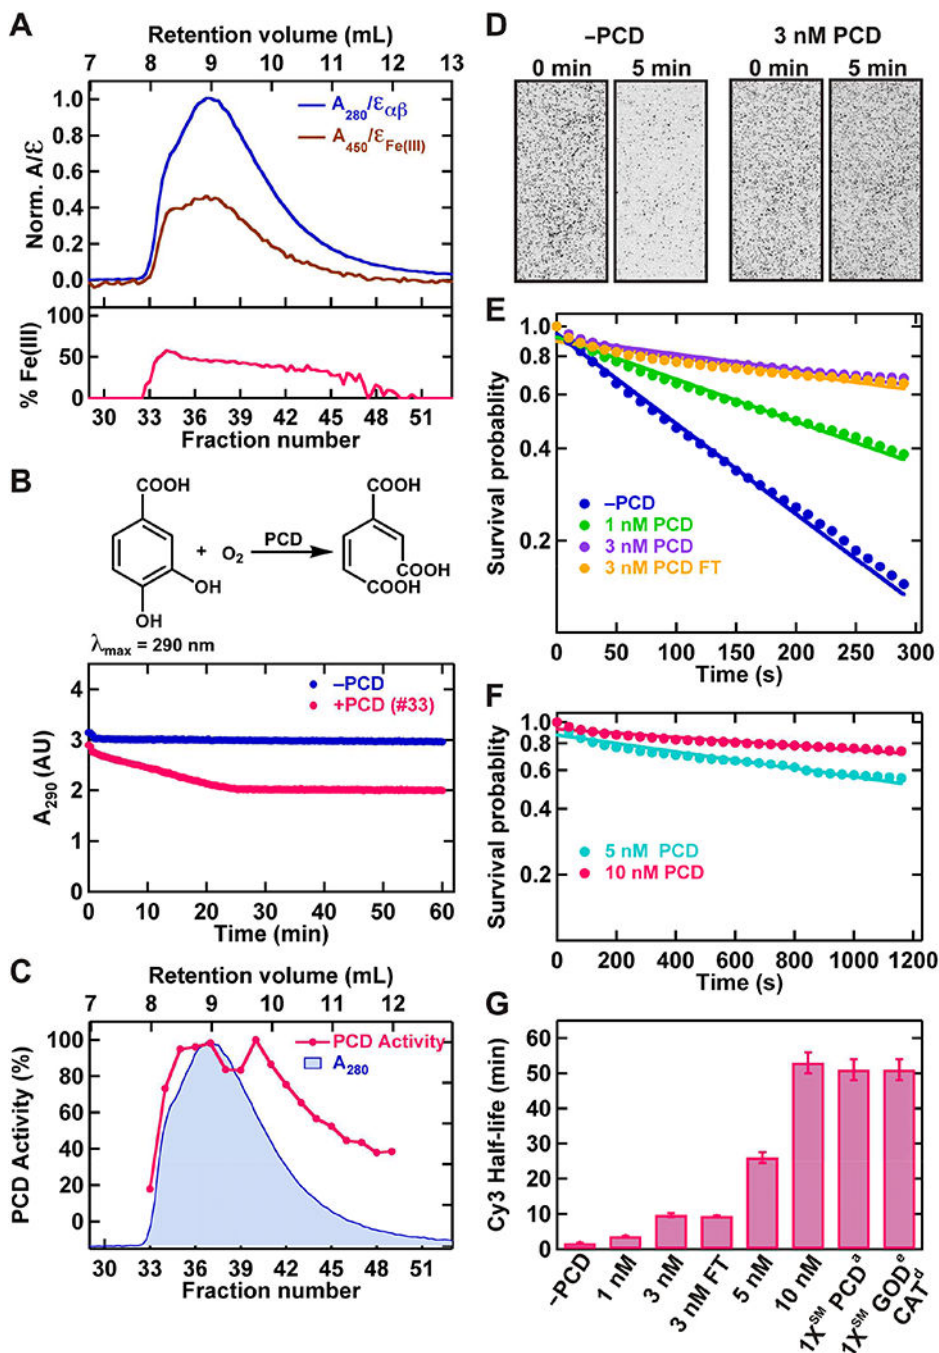 A
Retention volume (mL)
7 8 9 10 11 12 13
Norm. A/ε
1.0
0.8
0.6
0.4
0.2
0.0
A280/εαβ
A450/εFe(III)
% Fe(III)
100
50
0
30 33 36 39 42 45 48 51
Fraction number
B
COOH
OH
OH
+ O2
PCD
COOH
COOH
COOH
λmax = 290 nm
A290 (AU)
4
3
2
1
0
–PCD
+PCD (#33)
0 10 20 30 40 50 60
Time (min)
C
Retention volume (mL)
7 8 9 10 11 12
PCD Activity (%)
100
80
60
40
20
0
PCD Activity
A280
30 33 36 39 42 45 48 51
Fraction number
D
–PCD 3 nM PCD
0 min 5 min 0 min 5 min
E
Survival probablity
1.0
0.8
0.6
0.4
0.2
–PCD
1 nM PCD
3 nM PCD
3 nM PCD FT
0 50 100 150 200 250 300
Time (s)
F
Survival probablity
1.0
0.8
0.6
0.4
0.2
5 nM PCD
10 nM PCD
0 200 400 600 800 1000 1200
Time (s)
G
Cy3 Half-life (min)
60
50
40
30
20
10
0
–PCD
1 nM
3 nM
3 nM FT
5 nM
10 nM
1XSM PCDa
1XSM GODe
CATd